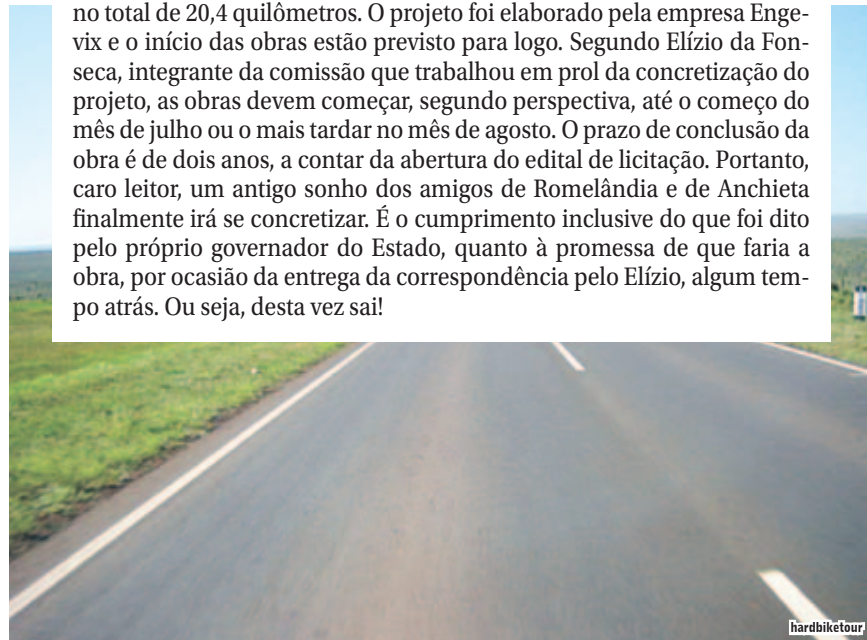 no total de 20,4 quilômetros. O projeto foi elaborado pela empresa Enge-
vix e o início das obras estão previsto para logo. Segundo Elízio da Fon-
seca, integrante da comissão que trabalhou em prol da concretização do
projeto, as obras devem começar, segundo perspectiva, até o começo do
mês de julho ou o mais tardar no mês de agosto. O prazo de conclusão da
obra é de dois anos, a contar da abertura do edital de licitação. Portanto,
caro leitor, um antigo sonho dos amigos de Romelândia e de Anchieta
finalmente irá se concretizar. É o cumprimento inclusive do que foi dito
pelo próprio governador do Estado, quanto à promessa de que faria a
obra, por ocasião da entrega da correspondência pelo Elízio, algum tem-
po atrás. Ou seja, desta vez sai!
hardbiketour